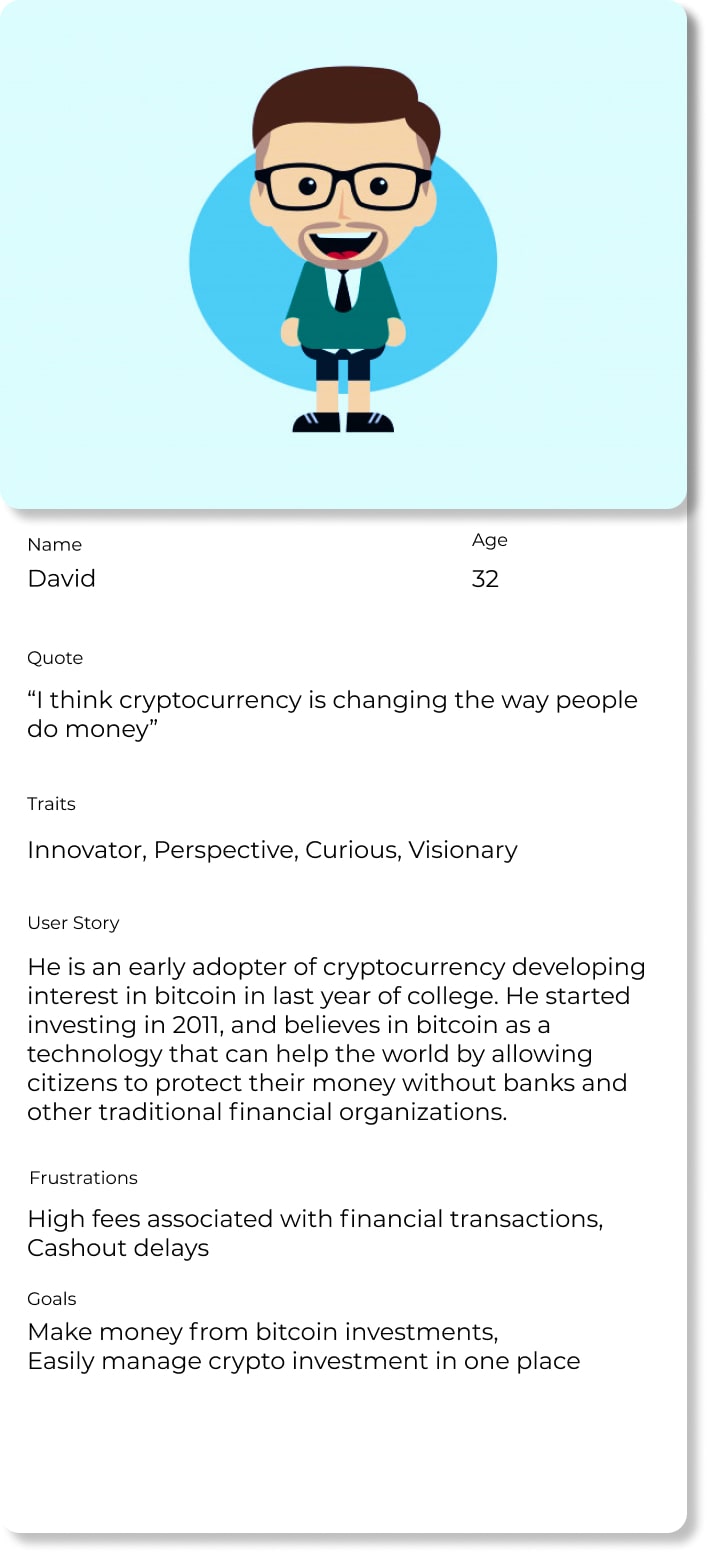 Name
Age
David
32
Quote
“I think cryptocurrency is changing the way people
do money”
Traits
Innovator, Perspective, Curious, Visionary
User Story
He is an early adopter of cryptocurrency developing
interest in bitcoin in last year of college. He started
investing in 2011, and believes in bitcoin as a
technology that can help the world by allowing
citizens to protect their money without banks and
other traditional financial organizations.
Frustrations
High fees associated with financial transactions,
Cashout delays
Goals
Make money from bitcoin investments,
Easily manage crypto investment in one place